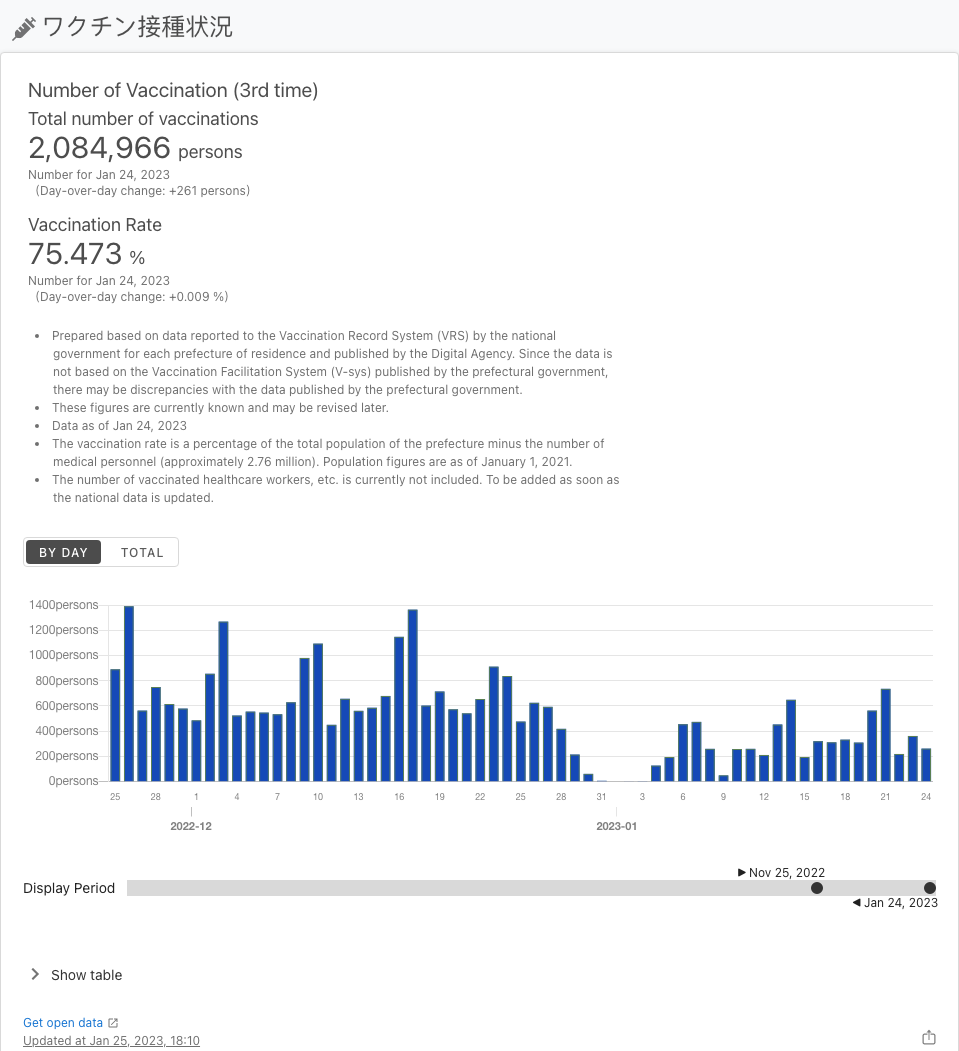 ワクチン接種状況
Number of Vaccination (3rd time)
Total number of vaccinations
2,084,966 persons
Number for Jan 24, 2023
(Day-over-day change: +261 persons)
Vaccination Rate
75.473 %
Number for Jan 24, 2023
(Day-over-day change: +0.009 %)
• Prepared based on data reported to the Vaccination Record System (VRS) by the national
government for each prefecture of residence and published by the Digital Agency. Since the data is
not based on the Vaccination Facilitation System (V-sys) published by the prefectural government,
there may be discrepancies with the data published by the prefectural government.
• These figures are currently known and may be revised later.
• Data as of Jan 24, 2023
• The vaccination rate is a percentage of the total population of the prefecture minus the number of
medical personnel (approximately 2.76 million). Population figures are as of January 1, 2021.
• The number of vaccinated healthcare workers, etc. is currently not included. To be added as soon as
the national data is updated.
BY DAY TOTAL
1400persons
1200persons
1000persons
800persons
600persons
400persons
200persons
0persons
25 28 1 4 7 10 13 16 19 22 25 28 31 3 6 9 12 15 18 21 24
2022-12 2023-01
Nov 25, 2022
Display Period
Jan 24, 2023
Show table
Get open data
Updated at Jan 25, 2023, 18:10